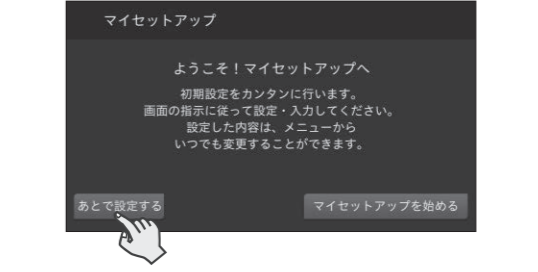 マイセットアップ
ようこそ！マイセットアップへ
初期設定をカンタンに行います。
画面の指示に従って設定・入力してください。
設定した内容は、メニューから
いつでも変更することができます。
あとで設定する
マイセットアップを始める